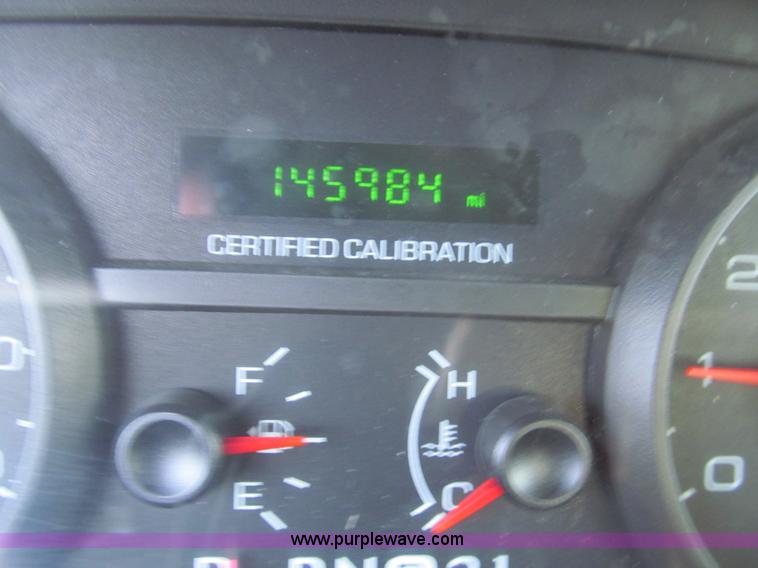 145984 mi
CERTIFIED CALIBRATION
2
F H
1
E C 0
www.purplewave.com